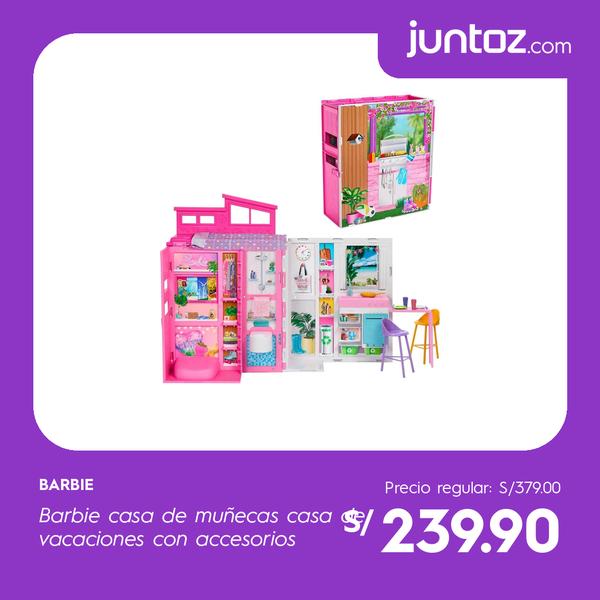 juntoz.com
BARBIE
Precio regular: S/379.00
Barbie casa de muñecas casa de
vacaciones con accesorios
S/ 239.90